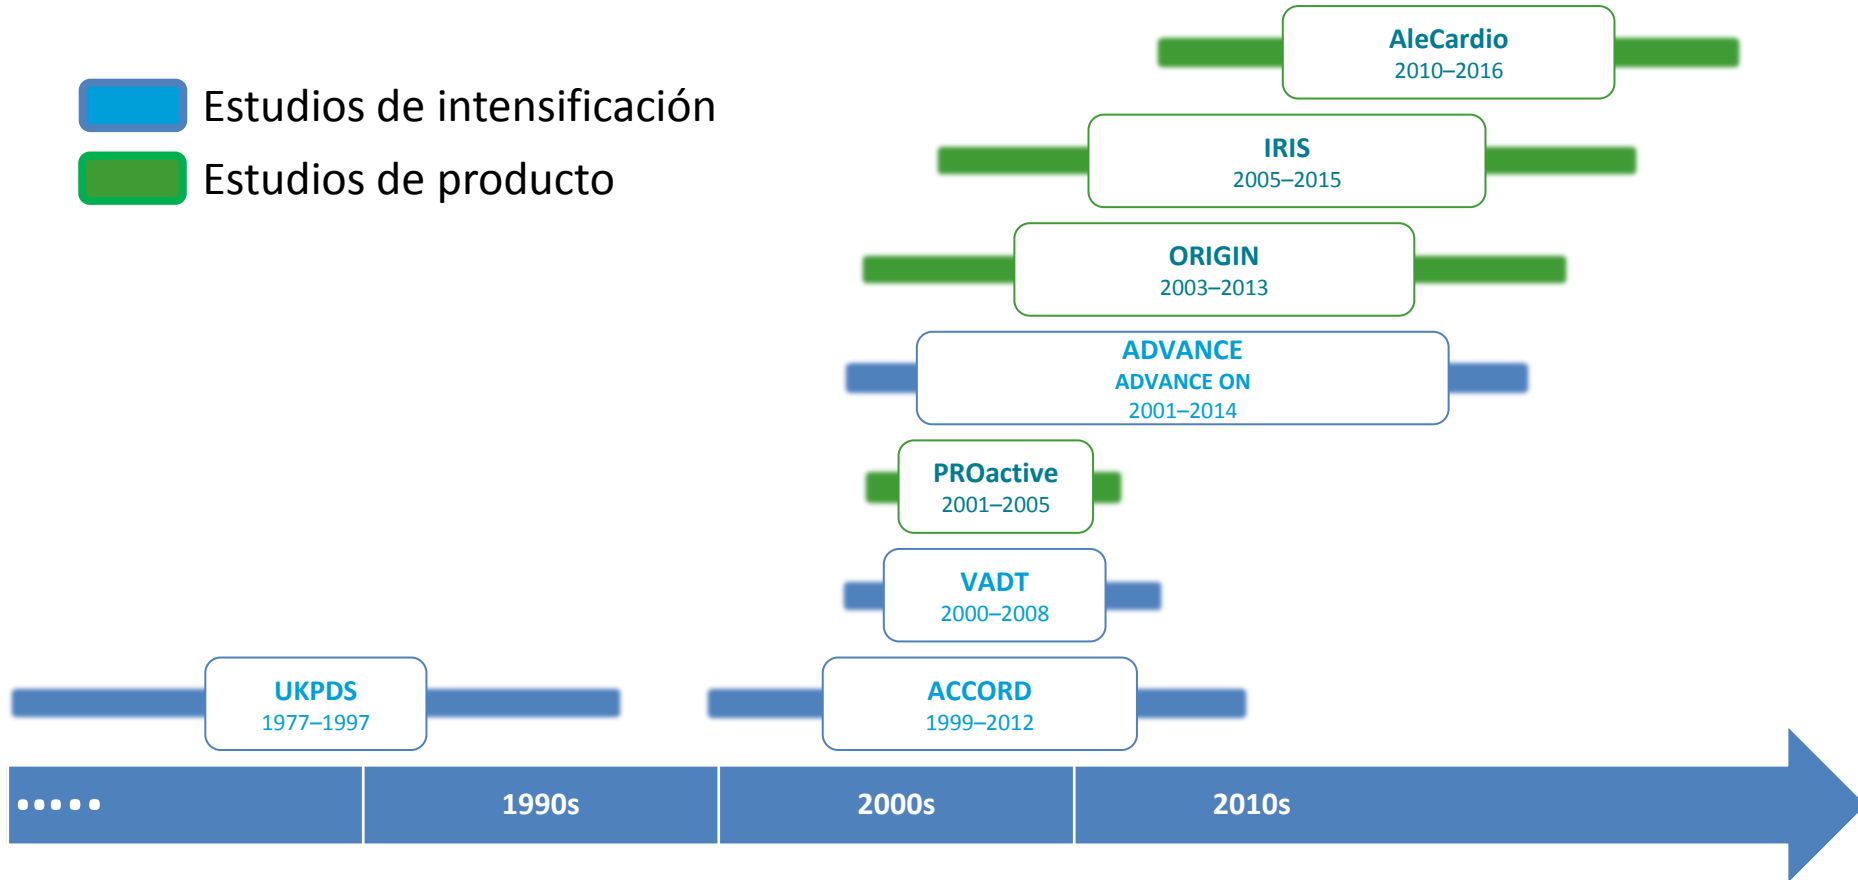 AleCardio
2010–2016
Estudios de intensificación
Estudios de producto
IRIS
2005–2015
ORIGIN
2003–2013
ADVANCE
ADVANCE ON
2001–2014
PROactive
2001–2005
VADT
2000–2008
UKPDS
1977–1997
ACCORD
1999–2012
.....
1990s
2000s
2010s